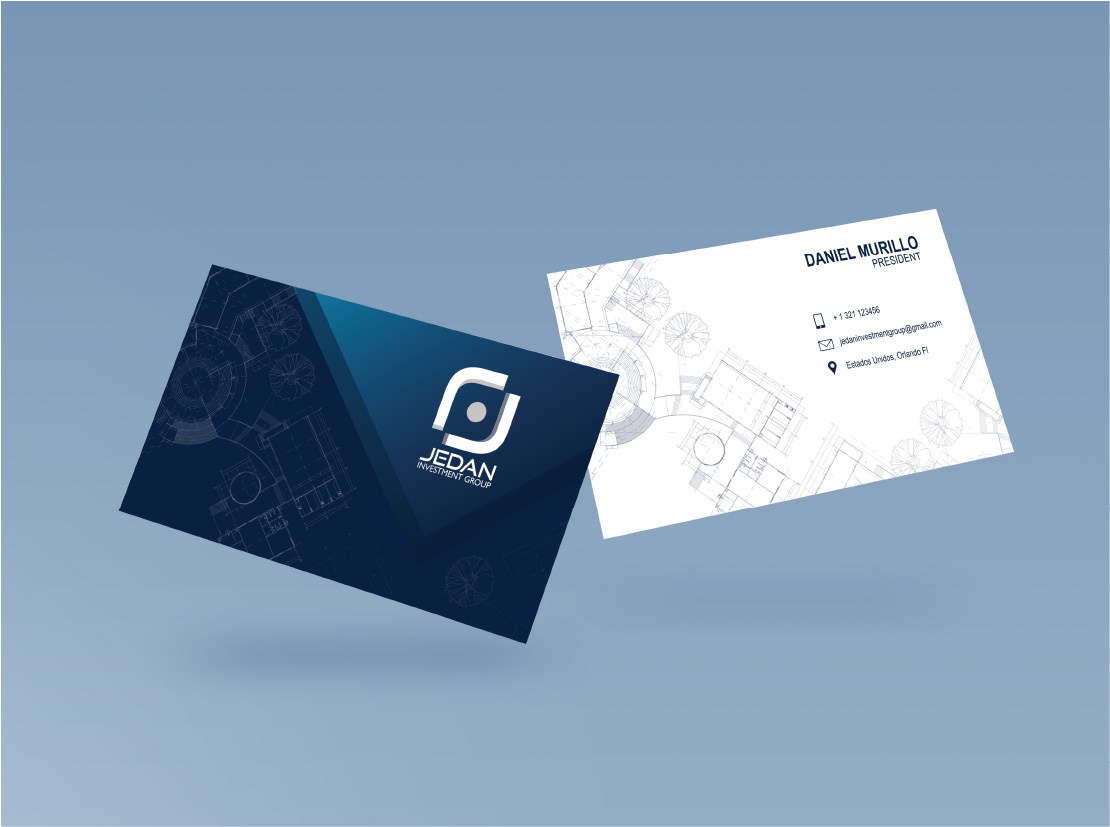 JEDAN
INVESTMENT GROUP
DANIEL MURILLO
PRESIDENT
+ 1 321 123456
jedaninvestmentgroup@gmail.com
Estados Unidos, Orlando Fl